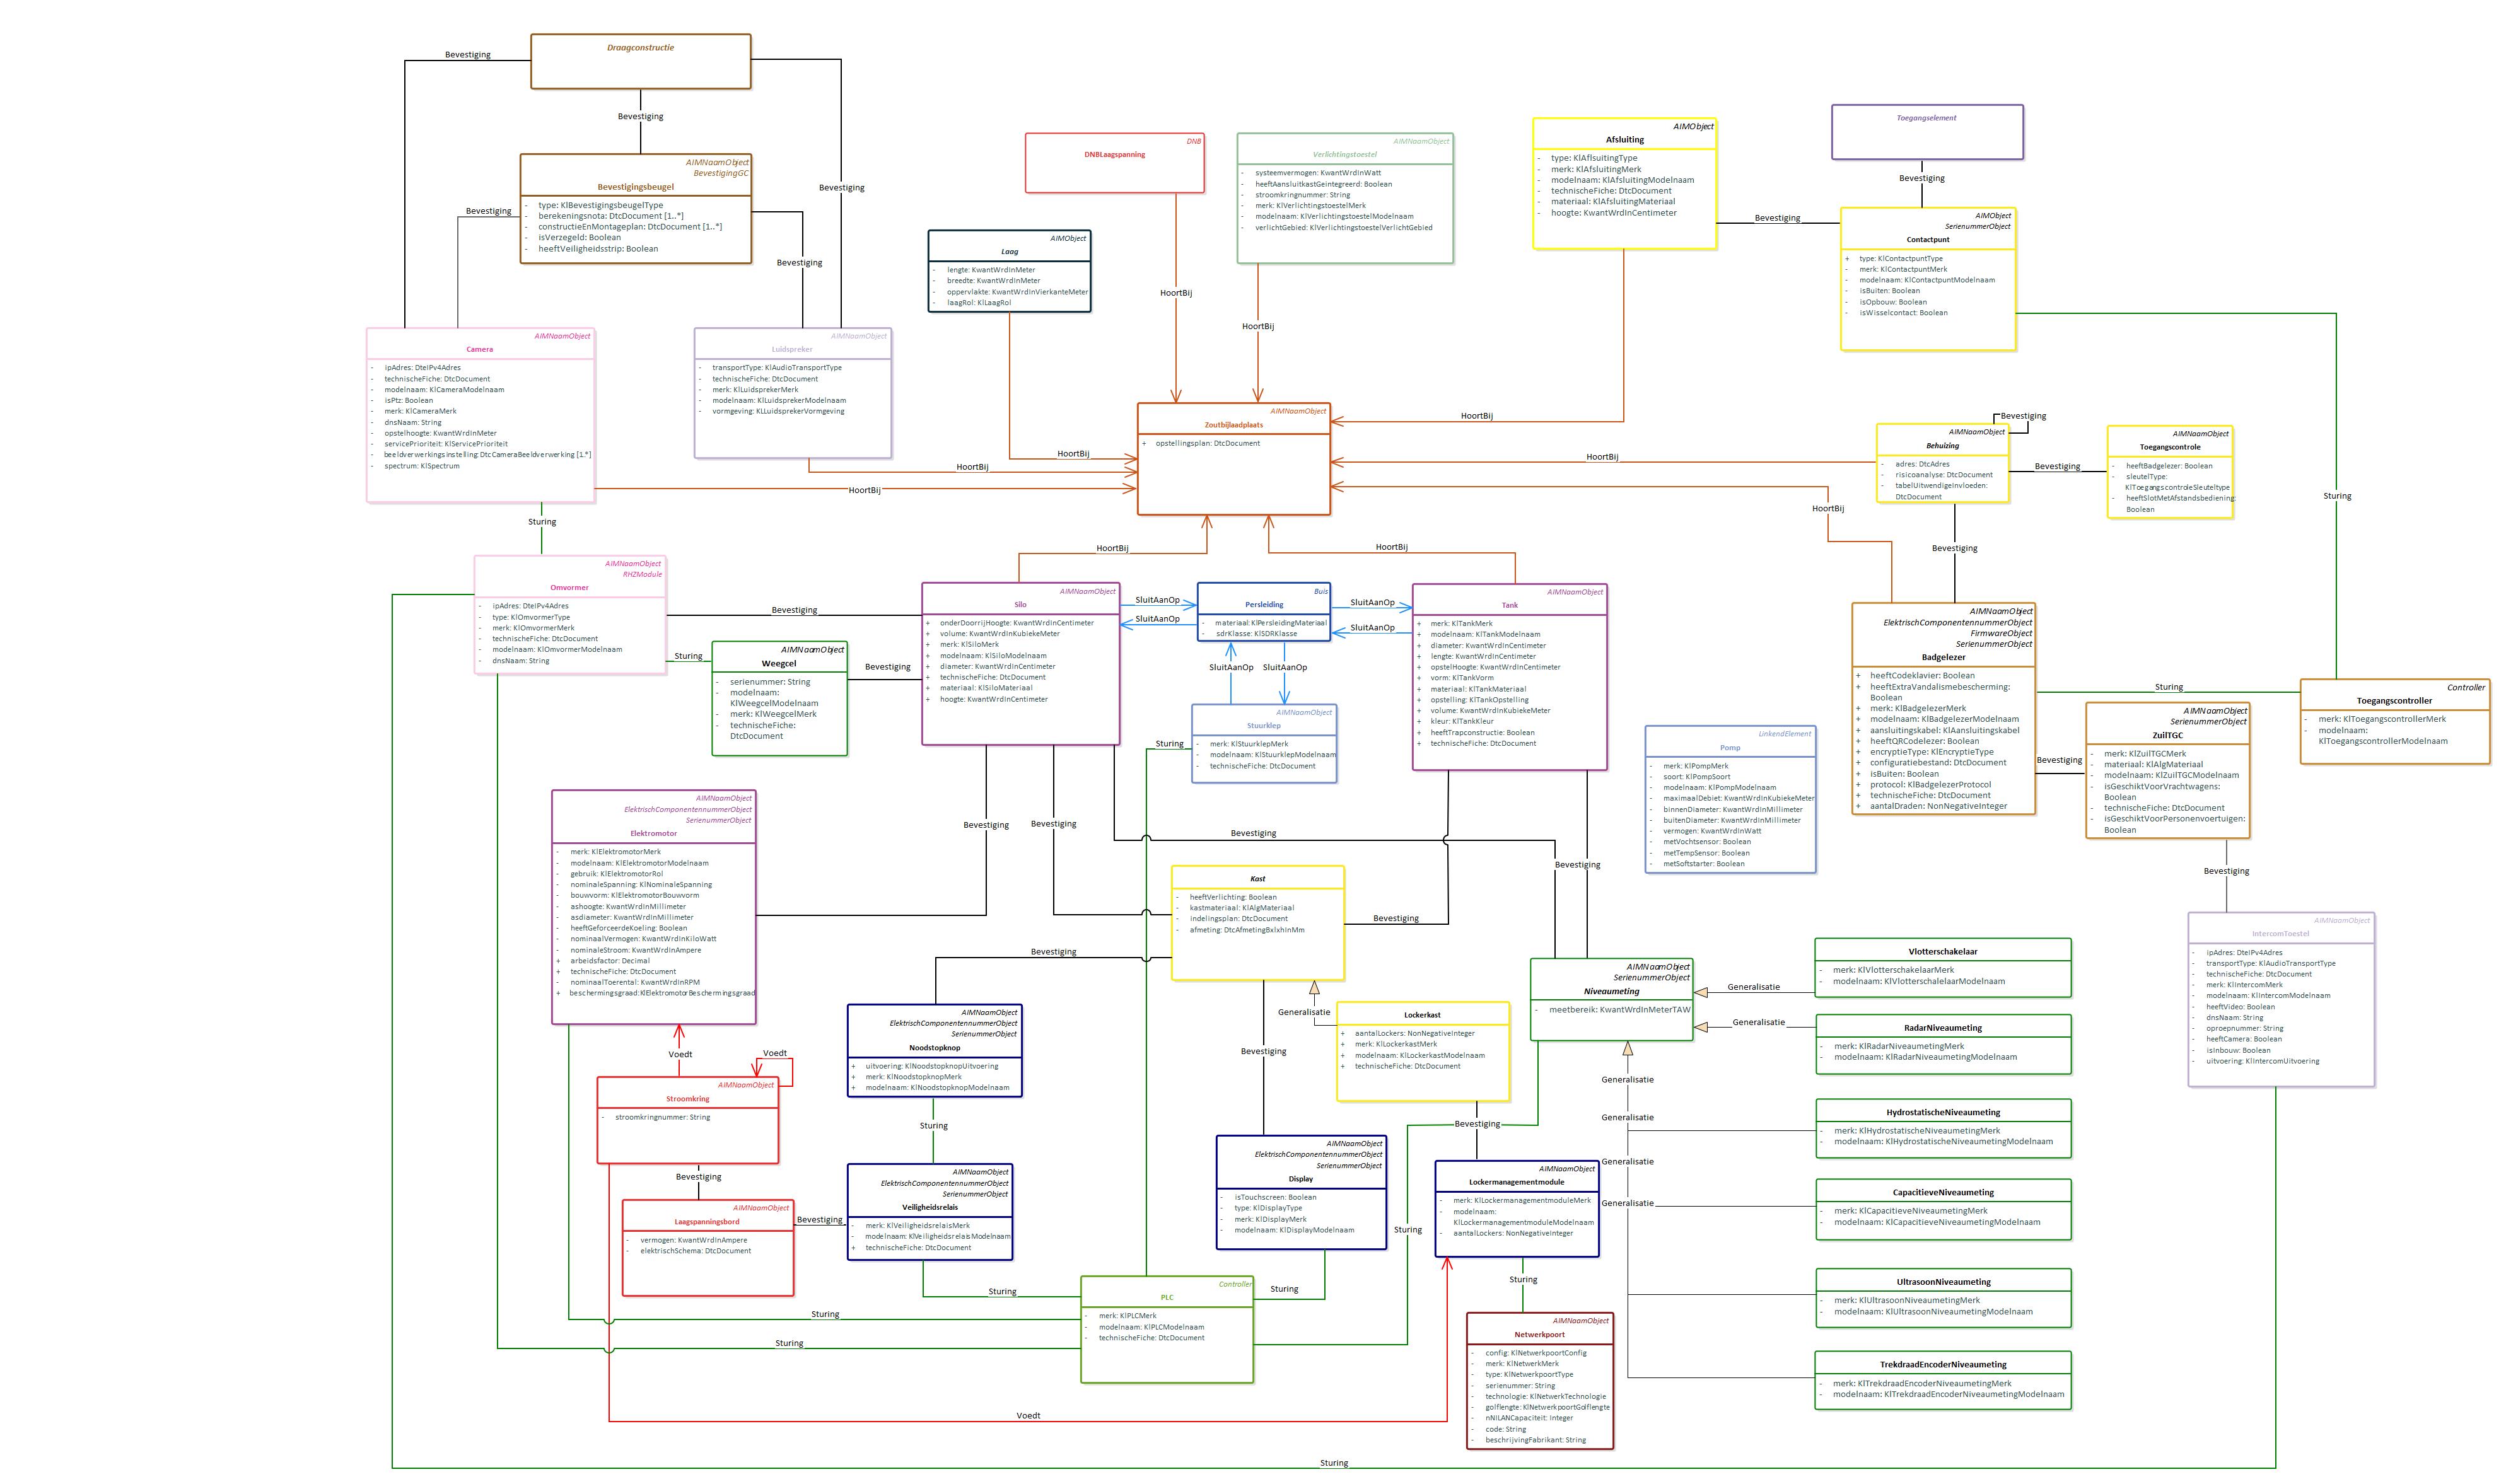 Draagconstructie
Bevestiging
Bevestiging
Bevestiging
AIMNaamObject
BevestigingGC
Bevestigingsbeugel
- type: KlBevestigingsbeugelType
- berekeningsnota: DtcDocument [1..*]
- constructieEnMontageplan: DtcDocument [1..*]
- isVerzegeld: Boolean
- heeftVeiligheidsstrip: Boolean
Bevestiging
Bevestiging
DNB
DNBLaagspanning
AIMNaamObject
Verlichtingstoestel
- systeemvermogen: KwantWrdInWatt
- heeftAansluitkastGeintegreerd: Boolean
- stroomkringnummer: String
- merk: KlVerlichtingstoestelMerk
- modelnaam: KlVerlichtingstoestelModelnaam
- verlichtGebied: KlVerlichtingstoestelVerlichtGebied
AIMObject
Afsluiting
- type: KlAfsluitingType
- merk: KlAfsluitingMerk
- modelnaam: KlAfsluitingModelnaam
- technischeFiche: DtcDocument
- materiaal: KlAfsluitingMateriaal
- hoogte: KwantWrdInCentimeter
Toegangselement
Bevestiging
Bevestiging
AIMObject
SerienummerObject
Contactpunt
+ type: KlContactpuntType
- merk: KlContactpuntMerk
- modelnaam: KlContactpuntModelnaam
- isBuiten: Boolean
- isOpbouw: Boolean
- isWisselcontact: Boolean
AIMObject
Laag
- lengte: KwantWrdInMeter
- breedte: KwantWrdInMeter
- oppervlakte: KwantWrdInVierkanteMeter
- laagRol: KlLaagRol
HoortBij
HoortBij
AIMNaamObject
Camera
- ipAdres: DteIPv4Adres
- technischeFiche: DtcDocument
- modelnaam: KlCameraModelnaam
- isPtz: Boolean
- merk: KlCameraMerk
- dnsNaam: String
- opstelhoogte: KwantWrdInMeter
- servicePrioriteit: KlServicePrioriteit
- beeldverwerkingsinstelling: DtcCameraBeeldverwerking [1.*]
- spectrum: KlSpectrum
AIMNaamObject
Luidspreker
- transportType: KlAudioTransportType
- technischeFiche: DtcDocument
- merk: KlLuidsprekerMerk
- modelnaam: KlLuidsprekerModelnaam
- vormgeving: KLLuidsprekerVormgeving
AIMNaamObject
Zoutbijlaadplaats
+ opstellingsplan: DtcDocument
HoortBij
HoortBij
HoortBij
HoortBij
HoortBij
HoortBij
Bevestiging
AIMNaamObject
Behuizing
- adres: DtcAdres
- risicoanalyse: DtcDocument
- tabelUitwendigeInvloeden:
DtcDocument
Bevestiging
AIMNaamObject
Toegangscontrole
- heeftBadgelezer: Boolean
- sleutelType:
KlToegangscontroleSleuteltype
- heeftSlotMetAfstandsbediening:
Boolean
Sturing
Sturing
HoortBij
HoortBij
Bevestiging
AIMNaamObject
RHZModule
Omvormer
- ipAdres: DteIPv4Adres
- type: KlOmvormerType
- merk: KlOmvormerMerk
- technischeFiche: DtcDocument
- modelnaam: KlOmvormerModelnaam
- dnsNaam: String
Bevestiging
Sturing
AIMNaamObject
Weegcel
- serienummer: String
- modelnaam:
KlWeegcelModelnaam
- merk: KlWeegcelMerk
- technischeFiche:
DtcDocument
Bevestiging
AIMNaamObject
Silo
+ onderDoorrijHoogte: KwantWrdInCentimeter
+ volume: KwantWrdInKubiekeMeter
+ merk: KlSiloMerk
+ modelnaam: KlSiloModelnaam
+ diameter: KwantWrdInCentimeter
+ technischeFiche: DtcDocument
+ materiaal: KlSiloMateriaal
+ hoogte: KwantWrdInCentimeter
SluitAanOp
SluitAanOp
Buis
Persleiding
- materiaal:KlPersleidingMateriaal
- sdrKlasse: KlSDRKlasse
SluitAanOp
SluitAanOp
SluitAanOp
SluitAanOp
AIMNaamObject
Tank
+ merk: KlTankMerk
+ modelnaam: KlTankModelnaam
+ diameter: KwantWrdInCentimeter
+ lengte: KwantWrdInCentimeter
+ opstelHoogte: KwantWrdInCentimeter
+ vorm: KlTankVorm
+ materiaal: KlTankMateriaal
+ opstelling: KlTankOpstelling
+ volume: KwantWrdInKubiekeMeter
+ kleur: KlTankKleur
+ heeftTrapconstructie: Boolean
+ technischeFiche: DtcDocument
AIMNaamObject
Stuurklep
- merk: KlStuurklepMerk
- modelnaam: KlStuurklepModelnaam
- technischeFiche: DtcDocument
Sturing
LinkendElement
Pomp
- merk: KlPompMerk
- soort: KlPompSoort
- modelnaam: KlPompModelnaam
- maximaalDebiet: KwantWrdInKubiekeMeter
- binnenDiameter: KwantWrdInMillimeter
- buitenDiameter: KwantWrdInMillimeter
- vermogen: KwantWrdInWatt
- metVochtsensor: Boolean
- metTempSensor: Boolean
- metSoftstarter: Boolean
AIMNaamObject
ElektrischComponentennummerObject
FirmwareObject
SerienummerObject
Badgelezer
+ heeftCodeklavier: Boolean
+ heeftExtraVandalismebescherming:
Boolean
+ merk: KlBadgelezerMerk
+ modelnaam: KlBadgelezerModelnaam
+ aansluitingskabel: KlAansluitingskabel
+ heeftQRCodelezer: Boolean
+ encryptieType: KlEncryptieType
+ configuratiebestand: DtcDocument
+ isBuiten: Boolean
+ protocol: KlBadgelezerProtocol
+ technischeFiche: DtcDocument
+ aantalDraden: NonNegativeInteger
Sturing
Controller
Toegangscontroller
- merk: KlToegangscontrollerMerk
- modelnaam:
KlToegangscontrollerModelnaam
AIMNaamObject
SerienummerObject
ZuilTGC
- merk: KlZuilTGCMerk
- materiaal: KlAlgMateriaal
- modelnaam: KlZuilTGCModelnaam
- isGeschiktVoorVrachtwagens:
Boolean
- technischeFiche: DtcDocument
- isGeschiktVoorPersonenvoertuigen:
Boolean
Bevestiging
Bevestiging
AIMNaamObject
ElektrischComponentennummerObject
SerienummerObject
Elektromotor
- merk: KlElektromotorMerk
- modelnaam: KlElektromotorModelnaam
- gebruik: KlElektromotorRol
- nominaleSpanning: KlNominaleSpanning
- bouwvorm: KlElektromotorBouwvorm
- ashoogte: KwantWrdInMillimeter
- asdiameter: KwantWrdInMillimeter
- heeftGeforceerdeKoeling: Boolean
- nominaalVermogen: KwantWrdInKiloWatt
- nominaleStroom: KwantWrdInAmpere
+ arbeidsfactor: Decimal
+ technischeFiche: DtcDocument
- nominaalToerental: KwantWrdInRPM
+ beschermingsgraad:KlElektromotorBeschermingsgraad
Bevestiging
Bevestiging
Bevestiging
Bevestiging
Kast
- heeftVerlichting: Boolean
- kastmateriaal: KlAlgMateriaal
- indelingsplan: DtcDocument
- afmeting: DtcAfmetingBxlxhInMm
Bevestiging
Bevestiging
Generalisatie
Bevestiging
Lockerkast
+ aantalLockers: NonNegativeInteger
+ merk: KlLockerkastMerk
+ modelnaam: KlLockerkastModelnaam
+ technischeFiche: DtcDocument
AIMNaamObject
SerienummerObject
Niveaumeting
- meetbereik: KwantWrdInMeterTAW
Generalisatie
Generalisatie
Vlotterschakelaar
- merk: KlVlotterschakelaarMerk
- modelnaam: KlVlotterschalelaarModelnaam
RadarNiveaumeting
- merk: KlRadarNiveaumetingMerk
- modelnaam: KlRadarNiveaumetingModelnaam
AIMNaamObject
IntercomToestel
- ipAdres: DteIPv4Adres
- transportType: KlAudioTransportType
- technischeFiche: DtcDocument
- merk: KlIntercomMerk
- modelnaam: KlIntercomModelnaam
- heeftVideo: Boolean
- dnsNaam: String
- oproepnummer: String
- heeftCamera: Boolean
- isInbouw: Boolean
- uitvoering: KlIntercomUitvoering
AIMNaamObject
ElektrischComponentennummerObject
SerienummerObject
Noodstopknop
+ uitvoering: KlNoodstopknopUitvoering
+ merk: KlNoodstopknopMerk
+ modelnaam: KlNoodstopknopModelnaam
Voedt
Voedt
AIMNaamObject
Stroomkring
- stroomkringnummer: String
Bevestiging
AIMNaamObject
Laagspanningsbord
- vermogen: KwantWrdInAmpere
- elektrischSchema: DtcDocument
Bevestiging
Sturing
AIMNaamObject
ElektrischComponentennummerObject
SerienummerObject
Veiligheidsrelais
- merk: KlVeiligheidsrelaisMerk
- modelnaam: KlVeiligheidsrelaisModelnaam
+ technischeFiche: DtcDocument
AIMNaamObject
ElektrischComponentennummerObject
SerienummerObject
Display
- isTouchscreen: Boolean
- type: KlDisplayType
- merk: KlDisplayMerk
- modelnaam: KlDisplayModelnaam
Bevestiging
AIMNaamObject
Lockermanagementmodule
- merk: KlLockermanagementmoduleMerk
- modelnaam:
KlLockermanagementmoduleModelnaam
- aantalLockers: NonNegativeInteger
Sturing
Sturing
Generalisatie
Generalisatie
Generalisatie
Generalisatie
HydrostatischeNiveaumeting
- merk: KlHydrostatischeNiveaumetingMerk
- modelnaam: KlHydrostatischeNiveaumetingModelnaam
CapacitieveNiveaumeting
- merk: KlCapacitieveNiveaumetingMerk
- modelnaam: KlCapacitieveNiveaumetingModelnaam
UltrasoonNiveaumeting
- merk: KlUltrasoonNiveaumetingMerk
- modelnaam: KlUltrasoonNiveaumetingModelnaam
TrekdraadEncoderNiveaumeting
- merk: KlTrekdraadEncoderNiveaumetingMerk
- modelnaam: KlTrekdraadEncoderNiveaumetingModelnaam
Controller
PLC
- merk: KlPLCMerk
- modelnaam: KlPLCModelnaam
- technischeFiche: DtcDocument
Sturing
Sturing
Sturing
Sturing
AIMNaamObject
Netwerkpoort
- config: KlNetwerkpoortConfig
- merk: KlNetwerkMerk
- type: KlNetwerkpoortType
- serienummer: String
- technologie: KlNetwerkTechnologie
- golflengte: KlNetwerkpoortGolflengte
- nNILANCapaciteit: Integer
- code: String
- beschrijvingFabrikant: String
Voedt
Sturing